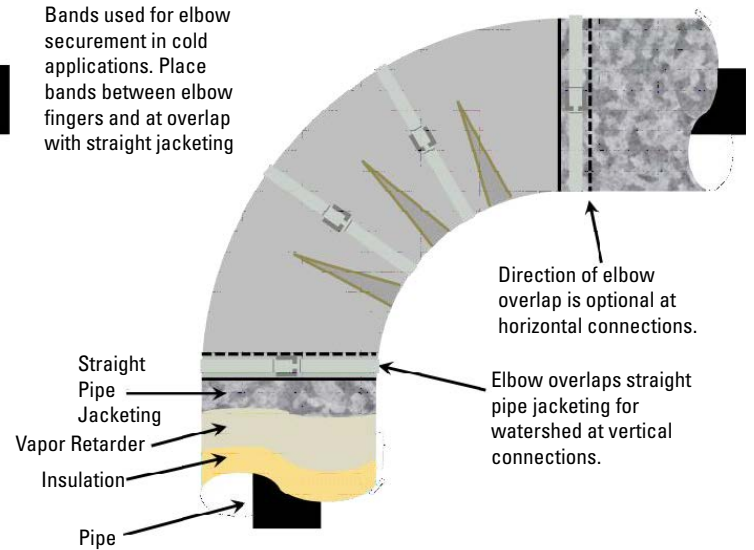 Bands used for elbow
securement in cold
applications. Place
bands between elbow
fingers and at overlap
with straight jacketing
Direction of elbow
overlap is optional at
horizontal connections.
Straight
Pipe
Jacketing
Elbow overlaps straight
pipe jacketing for
watershed at vertical
connections.
Vapor Retarder
Insulation
Pipe